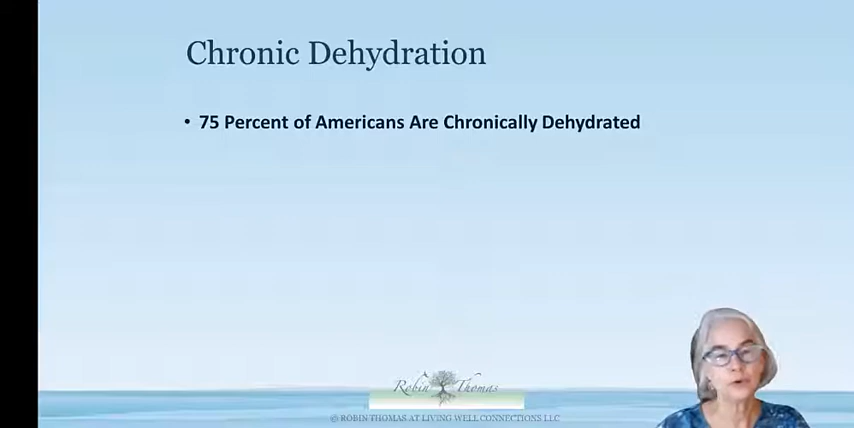 Chronic Dehydration
• 75 Percent of Americans Are Chronically Dehydrated
Robin Thomas
© ROBIN THOMAS AT LIVING WELL CONNECTIONS LLC